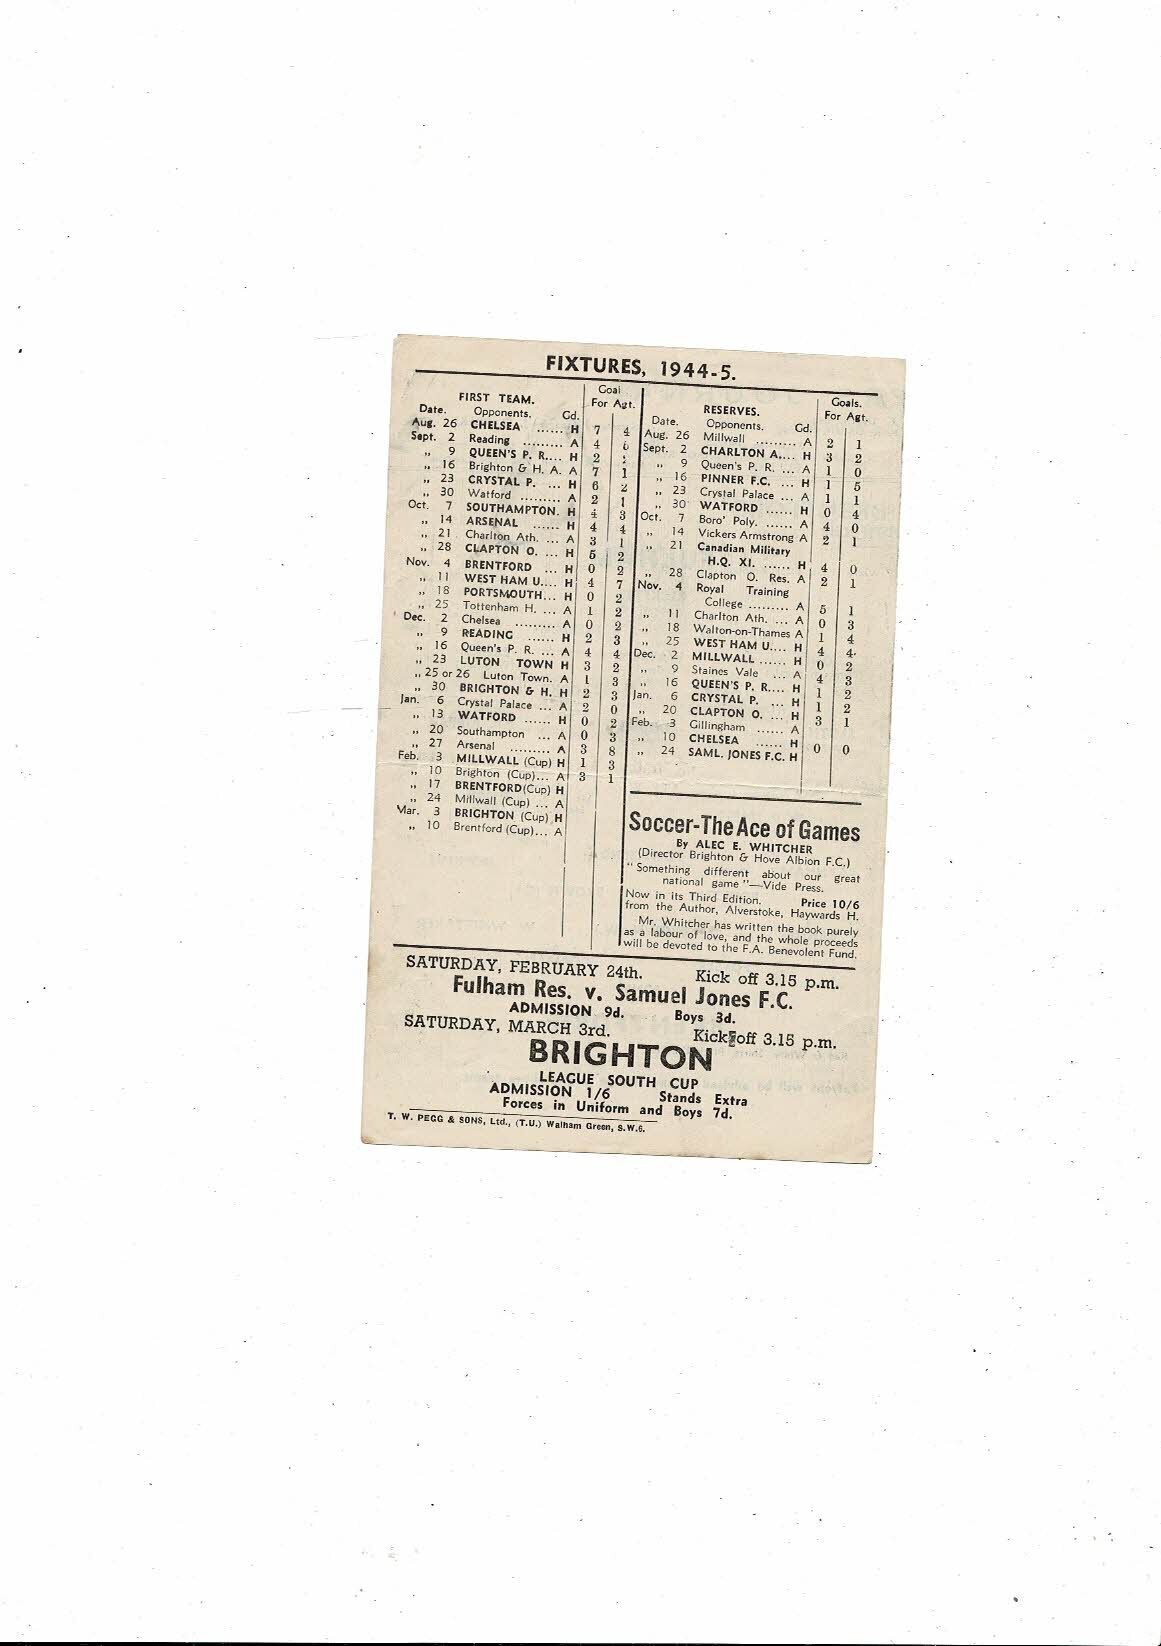 FIXTURES, 1944-5.
FIRST TEAM. Goal
Date. Opponents. Gd. For Agt.
Aug. 26 CHELSEA ...... H 7 4
Sept. 2 Reading ......... A 4
„ 9 QUEEN'S P. R.... H 2
„ 16 Brighton & H. A. A 7 1
„ 23 CRYSTAL P. ... H 6 2
„ 30 Watford ......... A 2 1
Oct. 7 SOUTHAMPTON. H 4 3
„ 14 ARSENAL ...... H 4 4
„ 21 Charlton Ath. ... A 3 1
„ 28 CLAPTON O. ... H 5 2
Nov. 4 BRENTFORD ... H 0 2
„ 11 WEST HAM U.... H 4 7
„ 18 PORTSMOUTH... H 0 2
„ 25 Tottenham H. ... A 1 2
Dec. 2 Chelsea ......... A 0 2
„ 9 READING ...... H 2 3
„ 16 Queen's P. R. ... A 4 4
„ 23 LUTON TOWN H 3 2
„ 25 or 26 Luton Town. A 1 3
„ 30 BRIGHTON & H. H 2 3
Jan. 6 Crystal Palace ... A 2 0
„ 13 WATFORD ...... H 0 2
„ 20 Southampton ... A 0 3
„ 27 Arsenal ......... A 3 8
Feb. 3 MILLWALL (Cup) H 1 3
„ 10 Brighton (Cup)... A 3 1
„ 17 BRENTFORD(Cup) H
„ 24 Millwall (Cup) ... A
Mar. 3 BRIGHTON (Cup) H
„ 10 Brentford (Cup)... A
RESERVES. Goals.
Date. Opponents. Gd. For Agt.
Aug. 26 Millwall ......... A 2 1
Sept. 2 CHARLTON A.... H 3 2
„ 9 Queen's P. R. ... A 1 0
„ 16 PINNER F.C. ... H 1 5
„ 23 Crystal Palace ... A 1 1
„ 30 WATFORD ...... H 0 4
Oct. 7 Boro' Poly. ...... A 4 0
„ 14 Vickers Armstrong A 2 1
„ 21 Canadian Military
H.Q. XI. ...... H 4 0
„ 28 Clapton O. Res. A 2 1
Nov. 4 Royal Training
College ......... A 5 1
„ 11 Charlton Ath. ... A 0 3
„ 18 Walton-on-Thames A 1 4
„ 25 WEST HAM U.... H 4 4
Dec. 2 MILLWALL ...... H 0 2
„ 9 Staines Vale ... A 4 3
„ 16 QUEEN'S P. R.... H 1 2
Jan. 6 CRYSTAL P. ... H 1 2
„ 20 CLAPTON O. ... H 3 1
Feb. 3 Gillingham ...... A
„ 10 CHELSEA ...... H 0 0
„ 24 SAML. JONES F.C. H
Soccer-The Ace of Games
By ALEC E. WHITCHER
(Director Brighton & Hove Albion F.C.)
"Something different about our great
national game"—Vide Press.
Now in its Third Edition. Price 10/6
from the Author, Alverstoke, Haywards H.
Mr. Whitcher has written the book purely
as a labour of love, and the whole proceeds
will be devoted to the F.A. Benevolent Fund.
SATURDAY, FEBRUARY 24th. Kick off 3.15 p.m.
Fulham Res. v. Samuel Jones F.C.
ADMISSION 9d. Boys 3d.
SATURDAY, MARCH 3rd. Kick off 3.15 p.m.
BRIGHTON
LEAGUE SOUTH CUP
ADMISSION 1/6 Stands Extra
Forces in Uniform and Boys 7d.
T. W. PEGG & SONS, Ltd., (T.U.) Walham Green, S.W.6.